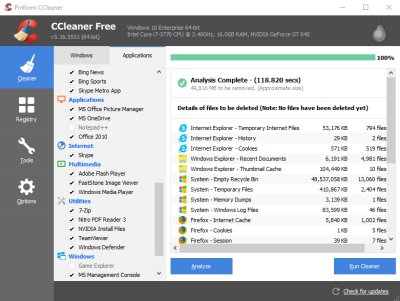 Piriform CCleaner
CCleaner Free
v 5.16.5551 (64-bit)
Windows 10 Enterprise 64-bit
Intel Core i7-3770 CPU @ 3.40GHz, 16.0GB RAM, NVIDIA GeForce GT 640
Cleaner
Registry
Tools
Options
Windows
Applications
Bing News
Bing Sports
Skype Metro App
Applications
MS Office Picture Manager
MS OneDrive
Notepad++
Office 2010
Internet
Skype
Multimedia
Adobe Flash Player
FastStone Image Viewer
Windows Media Player
Utilities
7-Zip
Nitro PDF Reader 3
NVIDIA Install Files
TeamViewer
Windows Defender
Windows
Game Explorer
MS Management Console
100%
Analysis Complete - (118.820 secs)
49,816 MB to be removed. (Approximate size)
Details of files to be deleted (Note: No files have been deleted yet)
Internet Explorer - Temporary Internet Files 53,176 KB 794 files
Internet Explorer - History 29 KB 2 files
Internet Explorer - Cookies 571 KB 519 files
Windows Explorer - Recent Documents 6,191 KB 4,981 files
Windows Explorer - Thumbnail Cache 104,449 KB 10 files
System - Empty Recycle Bin 48,537,058 KB 13,060 files
System - Temporary Files 410,867 KB 2,404 files
System - Memory Dumps 3,139 KB 1 files
System - Windows Log Files 83,599 KB 46 files
Firefox - Internet Cache 5,840 KB 1,002 files
Firefox - Cookies 0 KB 1 files
Firefox - Session 39 KB 7 files
Analyze
Run Cleaner
Check for updates